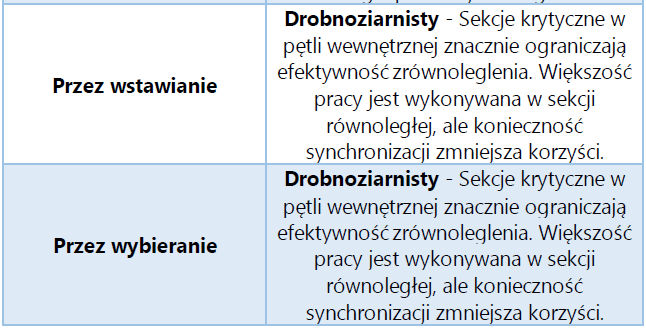 Drobnoziarnisty - Sekcje krytyczne w
pętli wewnętrznej znacznie ograniczają
efektywność zrównoleglenia. Większość
Przez wstawianie
pracy jest wykonywana w sekcji
równoległej, ale konieczność
synchronizacji zmniejsza korzyści.
Drobnoziarnisty - Sekcje krytyczne w
pętli wewnętrznej znacznie ograniczają
efektywność zrównoleglenia. Większość
Przez wybieranie
pracy jest wykonywana w sekcji
równoległej, ale konieczność
synchronizacji zmniejsza korzyści.